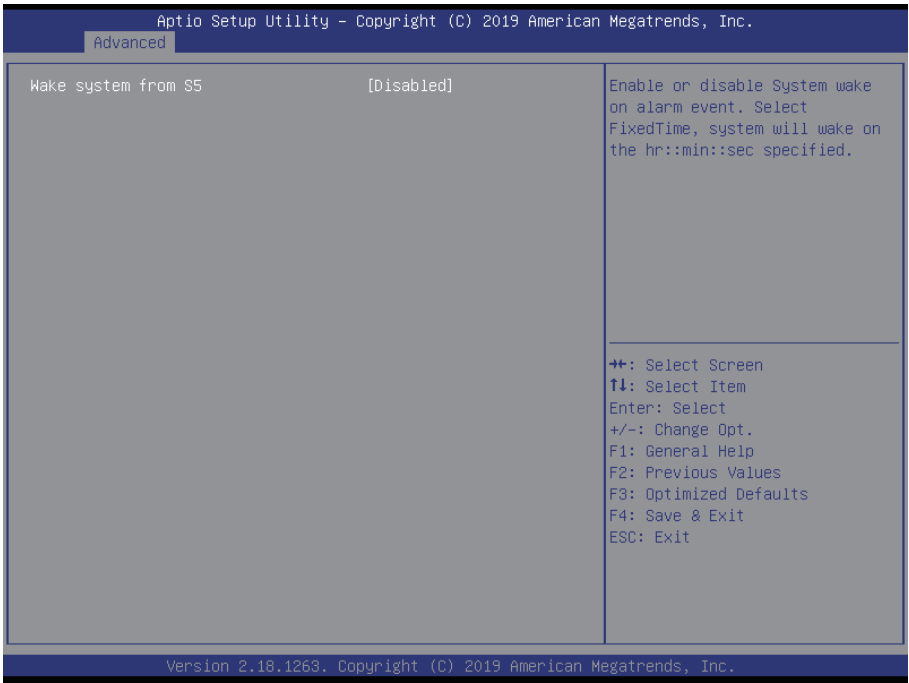 Aptio Setup Utility – Copyright (C) 2019 American Megatrends, Inc.
Advanced
Wake system from S5 [Disabled]
Enable or disable System wake
on alarm event. Select
FixedTime, system will wake on
the hr::min::sec specified.
→←: Select Screen
↑↓: Select Item
Enter: Select
+/-: Change Opt.
F1: General Help
F2: Previous Values
F3: Optimized Defaults
F4: Save & Exit
ESC: Exit
Version 2.18.1263. Copyright (C) 2019 American Megatrends, Inc.